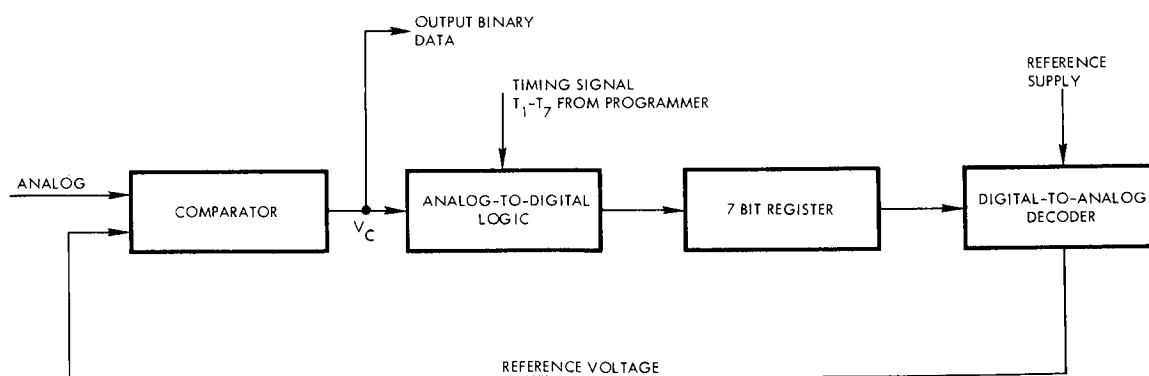 OUTPUT BINARY
DATA
TIMING SIGNAL
T1-T7 FROM PROGRAMMER
REFERENCE
SUPPLY
ANALOG
COMPARATOR
VC
ANALOG-TO-DIGITAL
LOGIC
7 BIT REGISTER
DIGITAL-TO-ANALOG
DECODER
REFERENCE VOLTAGE